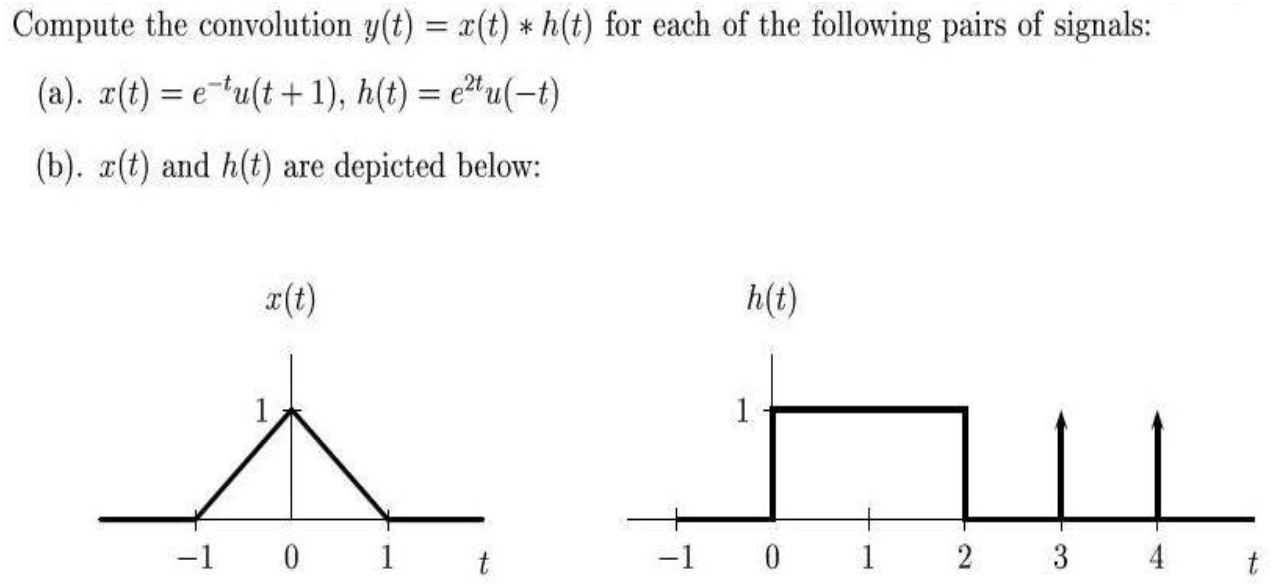 Compute the convolution y(t) = x(t) ∗ h(t) for each of the following pairs of signals:
(a). x(t) = e^{-t}u(t + 1), h(t) = e^{2t}u(−t)
(b). x(t) and h(t) are depicted below:
x(t) h(t)
1 1
−1 0 1 t −1 0 1 2 3 4 t